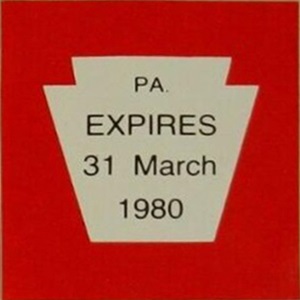 PA.
EXPIRES
31 March
1980